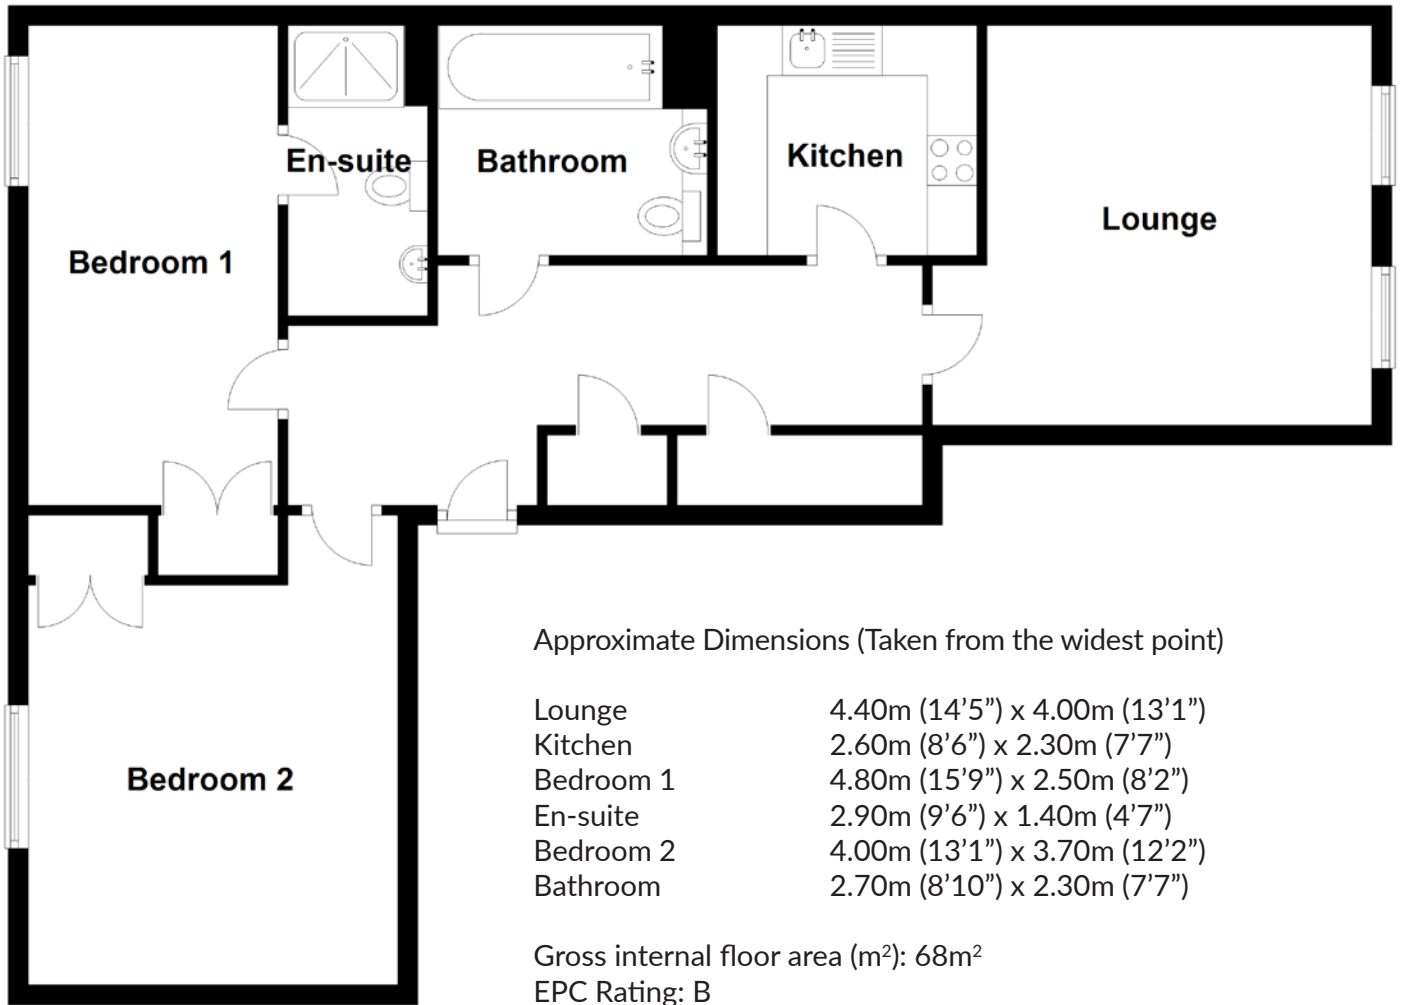 En-suite
Bathroom
Kitchen
Lounge
Bedroom 1
Bedroom 2
Approximate Dimensions (Taken from the widest point)
Lounge 4.40m (14’5”) x 4.00m (13’1”)
Kitchen 2.60m (8’6”) x 2.30m (7’7”)
Bedroom 1 4.80m (15’9”) x 2.50m (8’2”)
En-suite 2.90m (9’6”) x 1.40m (4’7”)
Bedroom 2 4.00m (13’1”) x 3.70m (12’2”)
Bathroom 2.70m (8’10”) x 2.30m (7’7”)
Gross internal floor area (m²): 68m²
EPC Rating: B